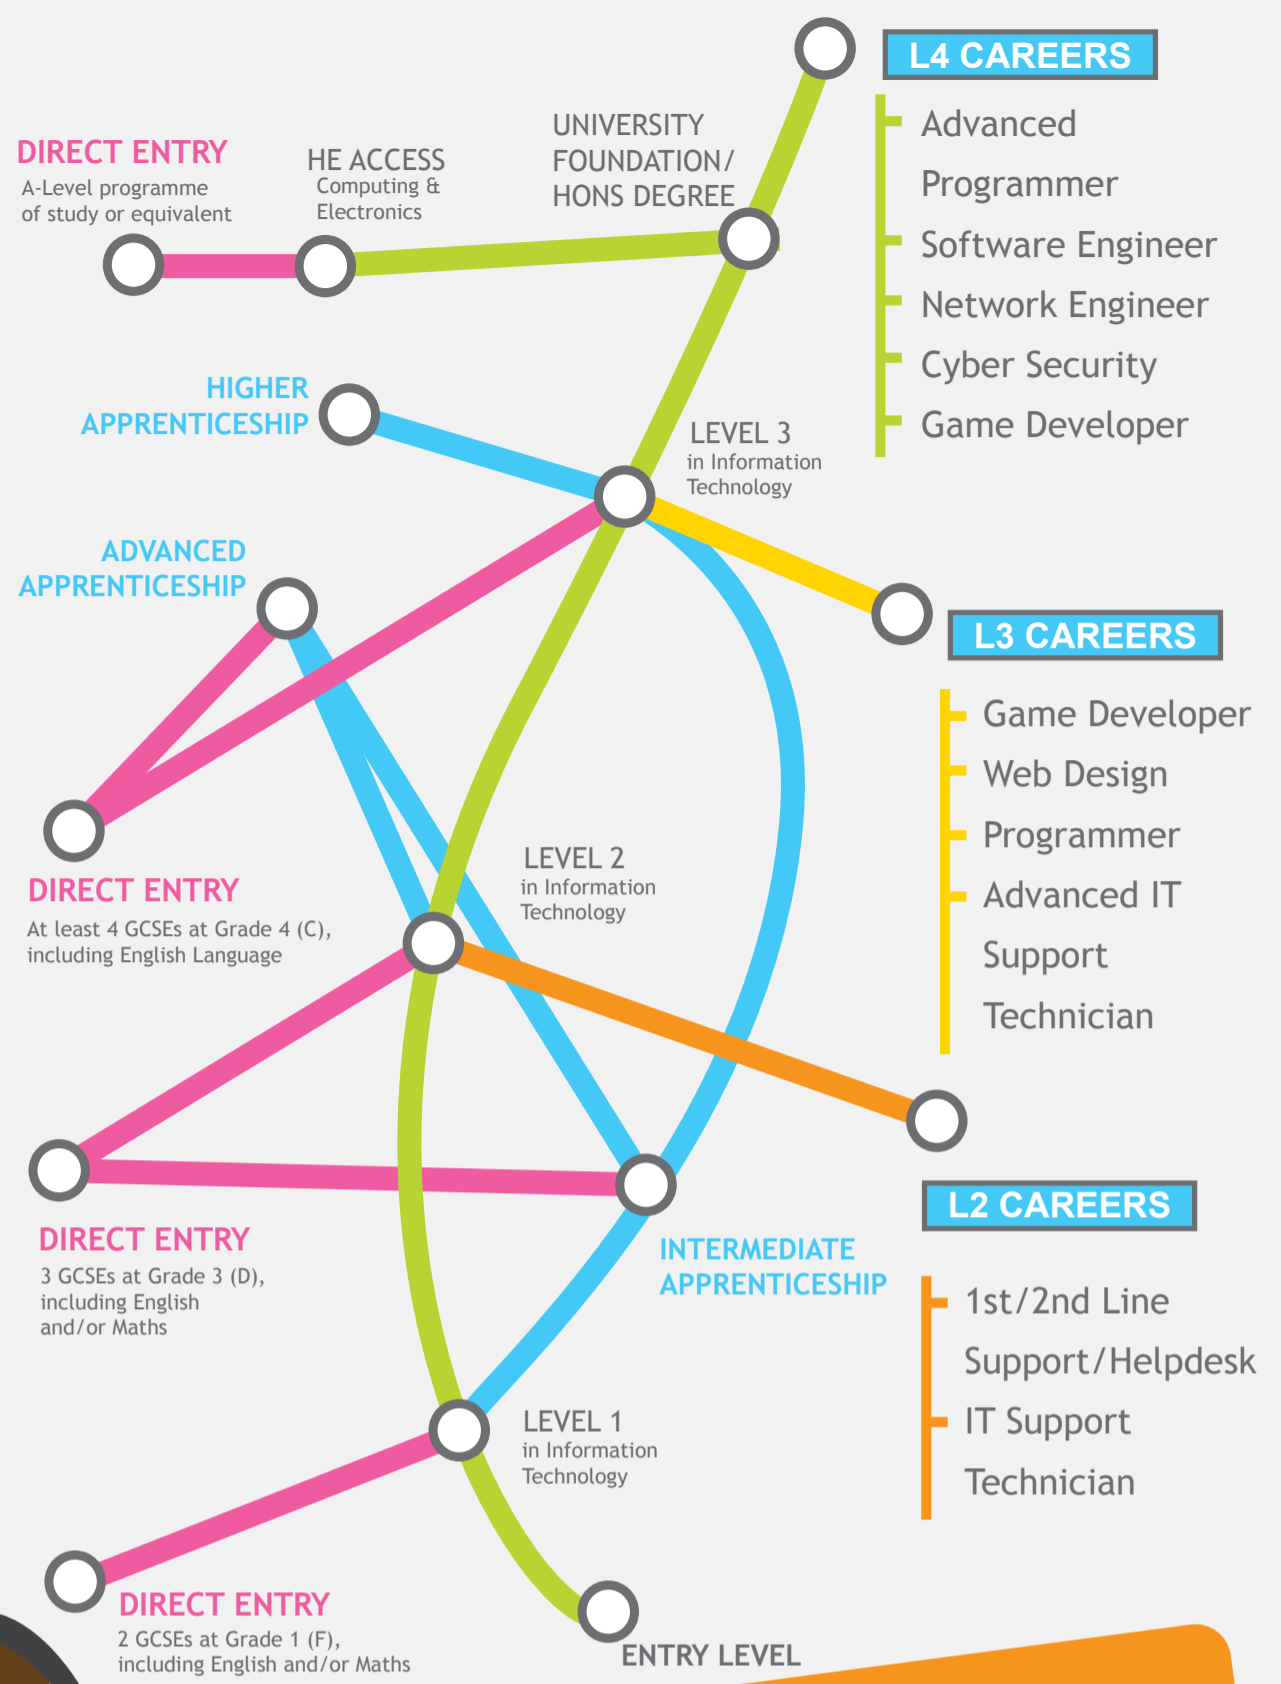 L4 CAREERS
Advanced
Programmer
Software Engineer
Network Engineer
Cyber Security
Game Developer
UNIVERSITY
FOUNDATION/
HONS DEGREE
DIRECT ENTRY
A-Level programme
of study or equivalent
HE ACCESS
Computing &
Electronics
HIGHER
APPRENTICESHIP
LEVEL 3
in Information
Technology
ADVANCED
APPRENTICESHIP
L3 CAREERS
Game Developer
Web Design
Programmer
Advanced IT
Support
Technician
DIRECT ENTRY
At least 4 GCSEs at Grade 4 (C),
including English Language
LEVEL 2
in Information
Technology
L2 CAREERS
1st/2nd Line
Support/Helpdesk
IT Support
Technician
DIRECT ENTRY
3 GCSEs at Grade 3 (D),
including English
and/or Maths
INTERMEDIATE
APPRENTICESHIP
LEVEL 1
in Information
Technology
DIRECT ENTRY
2 GCSEs at Grade 1 (F),
including English and/or Maths
ENTRY LEVEL